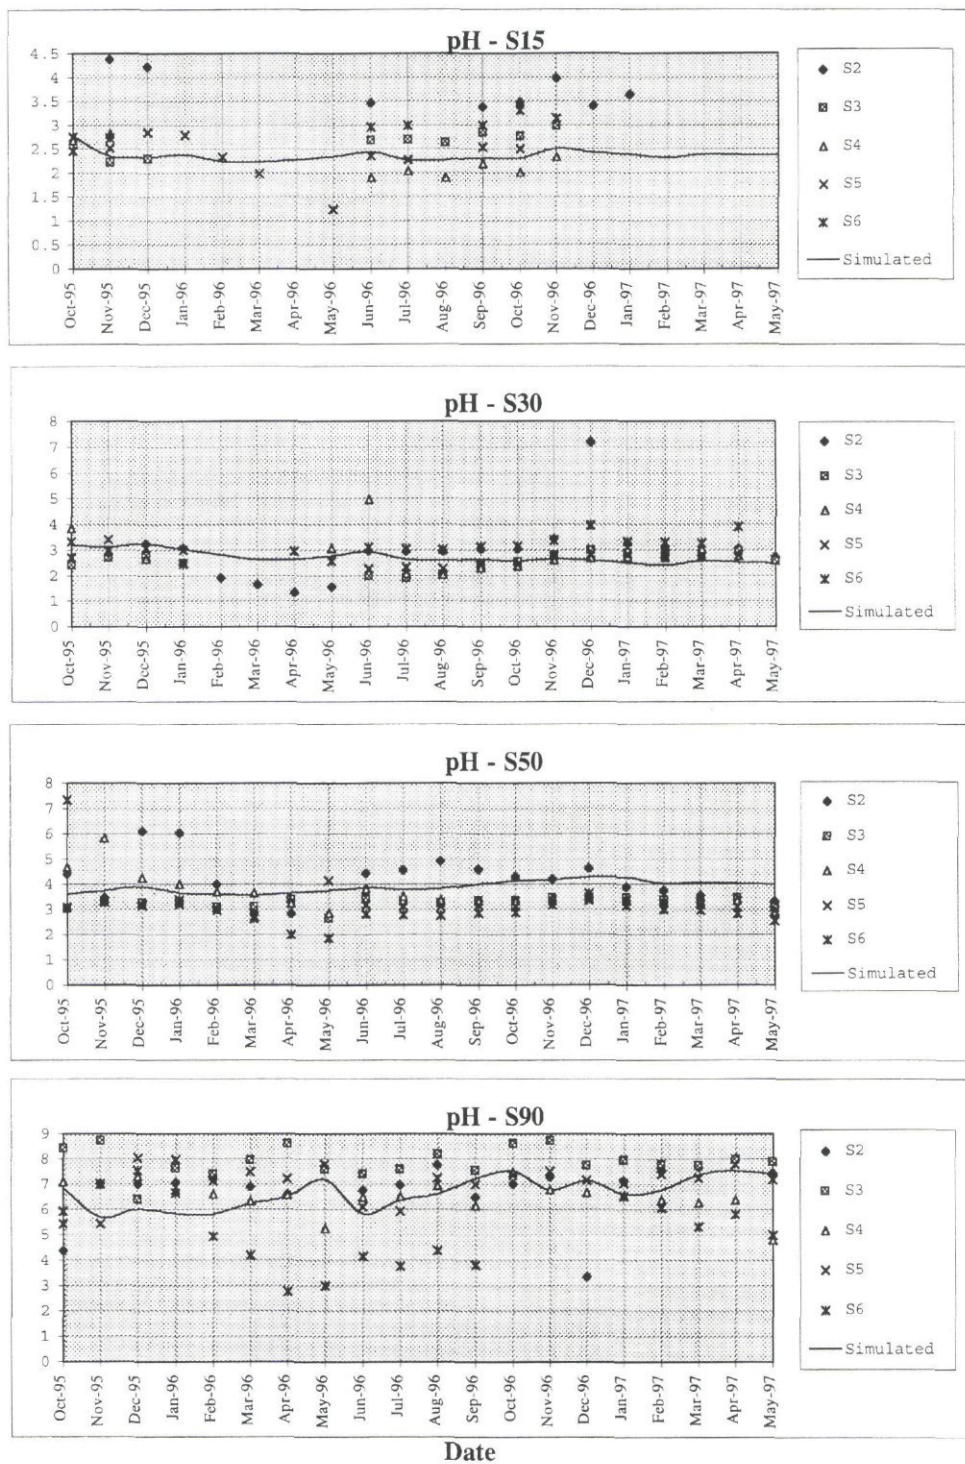 pH - S15
4.5
4
3.5
3
2.5
2
1.5
1
0.5
0
Oct-95
Nov-95
Dec-95
Jan-96
Feb-96
Mar-96
Apr-96
May-96
Jun-96
Jul-96
Aug-96
Sep-96
Oct-96
Nov-96
Dec-96
Jan-97
Feb-97
Mar-97
Apr-97
May-97
S2
S3
S4
S5
S6
Simulated
pH - S30
8
7
6
5
4
3
2
1
0
Oct-95
Nov-95
Dec-95
Jan-96
Feb-96
Mar-96
Apr-96
May-96
Jun-96
Jul-96
Aug-96
Sep-96
Oct-96
Nov-96
Dec-96
Jan-97
Feb-97
Mar-97
Apr-97
May-97
S2
S3
S4
S5
S6
Simulated
pH - S50
8
7
6
5
4
3
2
1
0
Oct-95
Nov-95
Dec-95
Jan-96
Feb-96
Mar-96
Apr-96
May-96
Jun-96
Jul-96
Aug-96
Sep-96
Oct-96
Nov-96
Dec-96
Jan-97
Feb-97
Mar-97
Apr-97
May-97
S2
S3
S4
S5
S6
Simulated
pH - S90
9
8
7
6
5
4
3
2
1
0
Oct-95
Nov-95
Dec-95
Jan-96
Feb-96
Mar-96
Apr-96
May-96
Jun-96
Jul-96
Aug-96
Sep-96
Oct-96
Nov-96
Dec-96
Jan-97
Feb-97
Mar-97
Apr-97
May-97
S2
S3
S4
S5
S6
Simulated
Date